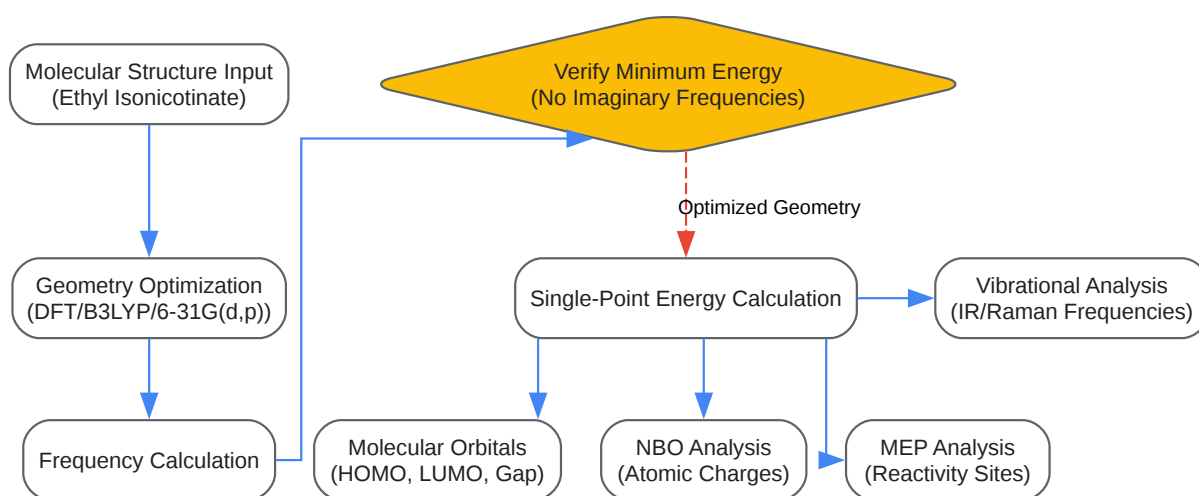 Molecular Structure Input
(Ethyl Isonicotinate)
Geometry Optimization
(DFT/B3LYP/6-31G(d,p))
Frequency Calculation
Verify Minimum Energy
(No Imaginary Frequencies)
Optimized Geometry
Single-Point Energy Calculation
Vibrational Analysis
(IR/Raman Frequencies)
Molecular Orbitals
(HOMO, LUMO, Gap)
NBO Analysis
(Atomic Charges)
MEP Analysis
(Reactivity Sites)